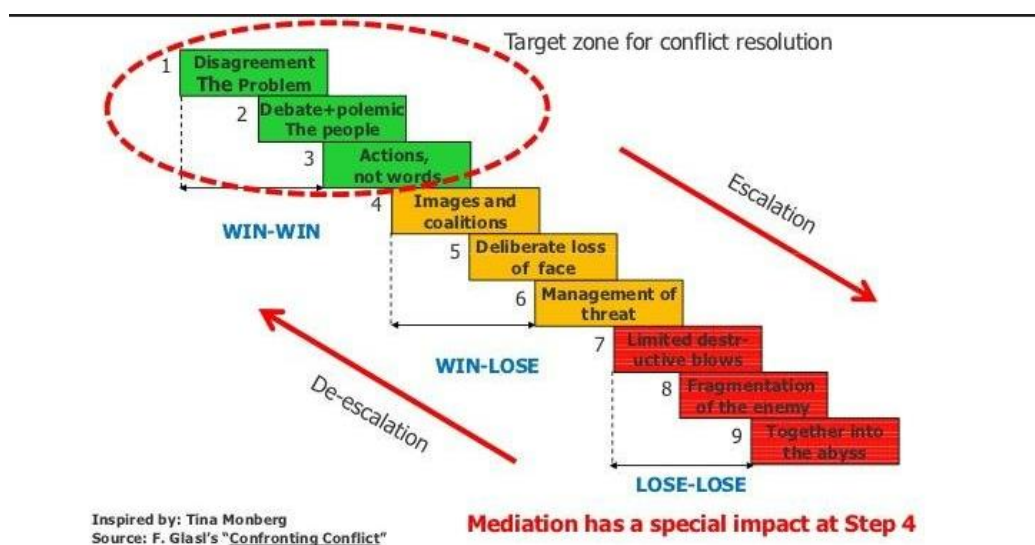 Target zone for conflict resolution
1
Disagreement
The Problem
2
Debate+polemic
The people
3
Actions,
not words
WIN-WIN
4
Images and
coalitions
5
Deliberate loss
of face
6
Management of
threat
WIN-LOSE
7
Limited destr-
uctive blows
8
Fragmentation
of the enemy
9
Together into
the abyss
LOSE-LOSE
Escalation
De-escalation
Mediation has a special impact at Step 4
Inspired by: Tina Monberg
Source: F. Glasl's "Confronting Conflict"